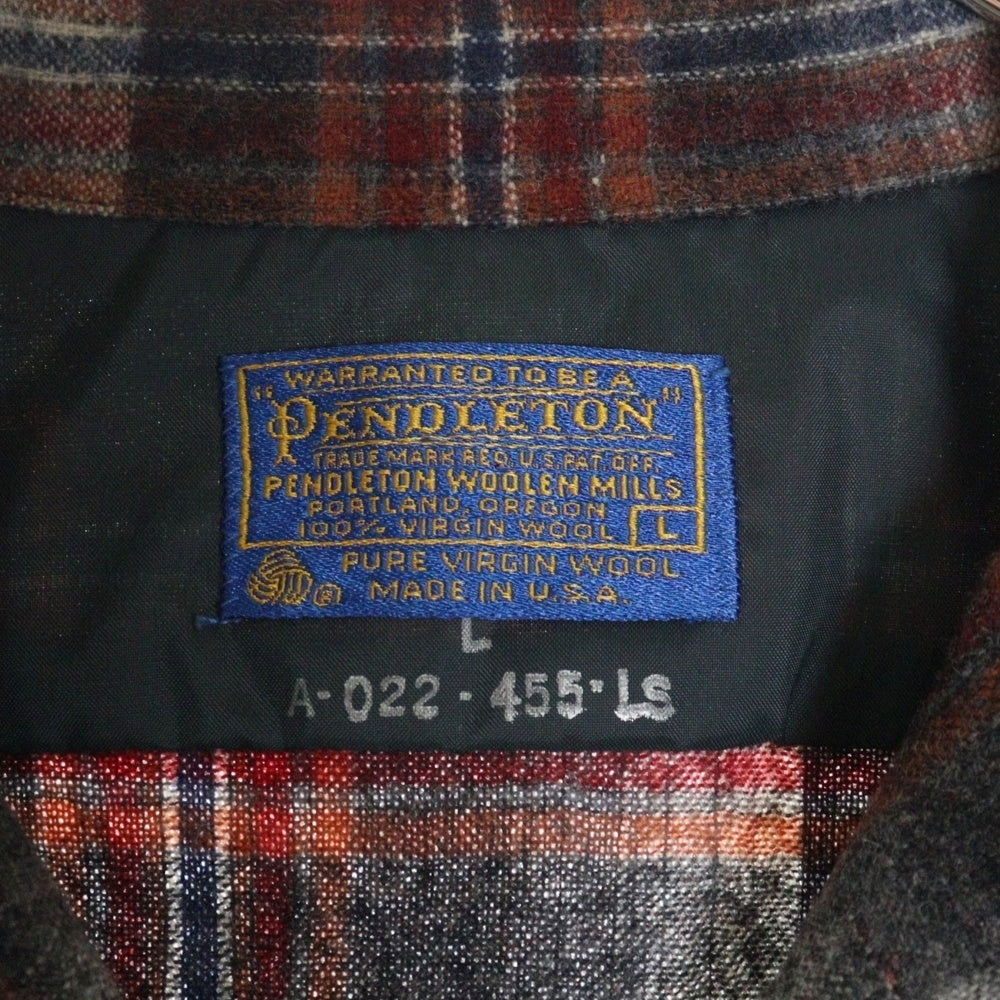 WARRANTED TO BE A
"PENDLETON"
TRADE MARK REG. U.S. PAT. OFF.
PENDLETON WOOLEN MILLS
PORTLAND, OREGON
100% VIRGIN WOOL L
PURE VIRGIN WOOL
® MADE IN U.S.A.
L
A-022-455-LS